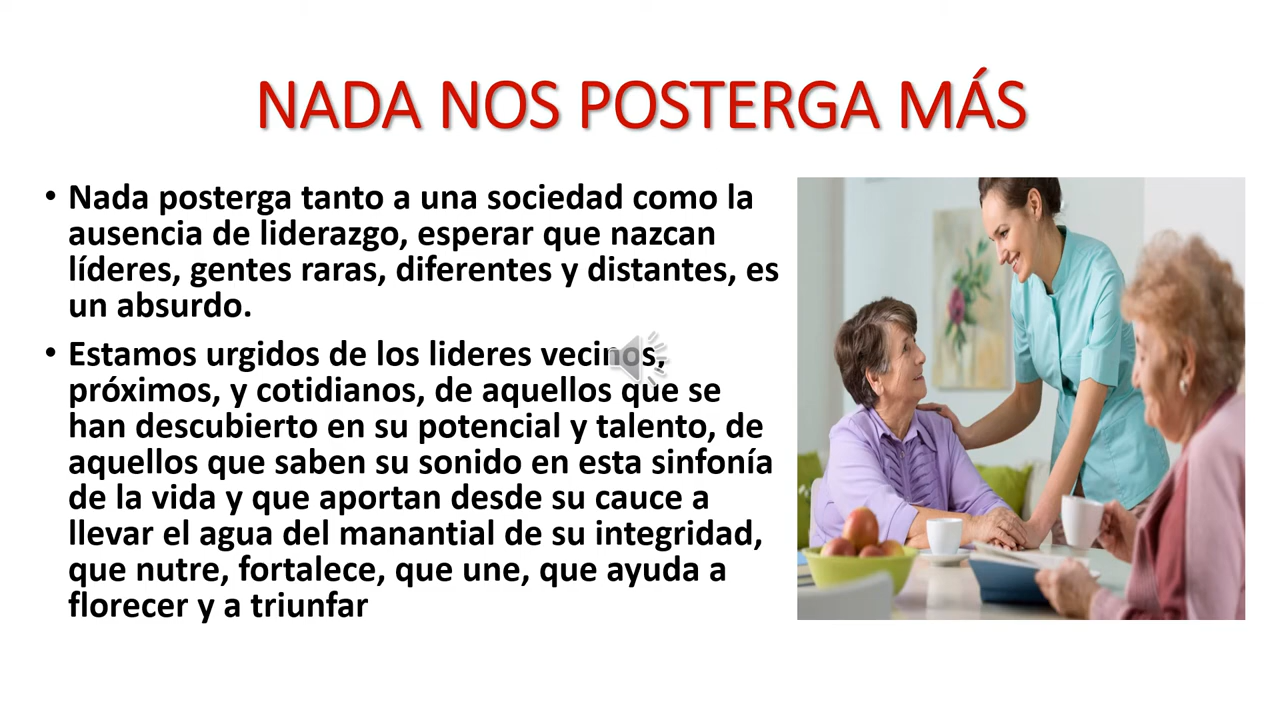 NADA NOS POSTERGA MÁS
• Nada posterga tanto a una sociedad como la
ausencia de liderazgo, esperar que nazcan
líderes, gentes raras, diferentes y distantes, es
un absurdo.
• Estamos urgidos de los lideres vecinos,
próximos, y cotidianos, de aquellos que se
han descubierto en su potencial y talento, de
aquellos que saben su sonido en esta sinfonía
de la vida y que aportan desde su cauce a
llevar el agua del manantial de su integridad,
que nutre, fortalece, que une, que ayuda a
florecer y a triunfar